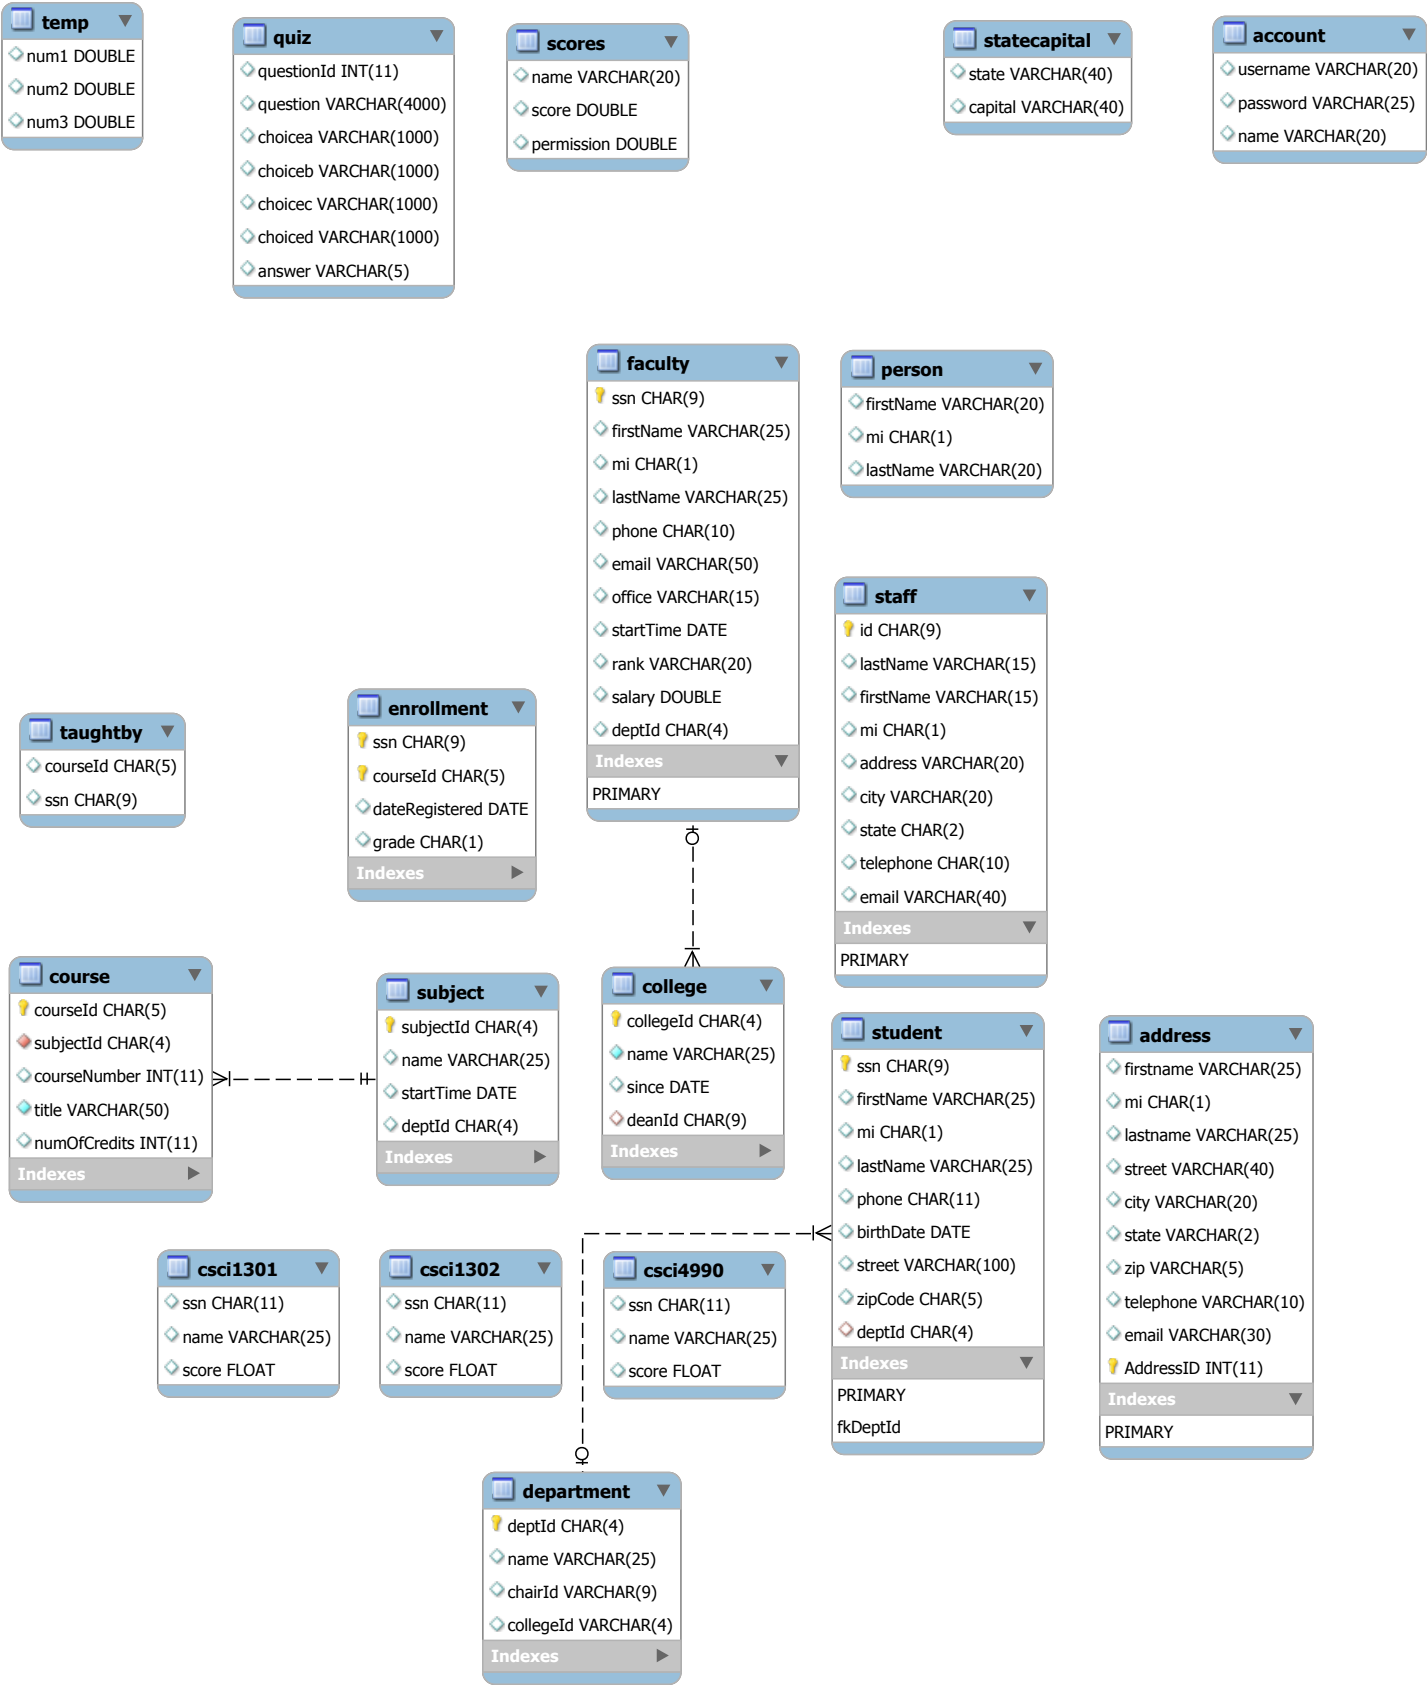 temp
num1 DOUBLE
num2 DOUBLE
num3 DOUBLE
quiz
questionId INT(11)
question VARCHAR(4000)
choicea VARCHAR(1000)
choiceb VARCHAR(1000)
choicec VARCHAR(1000)
choiced VARCHAR(1000)
answer VARCHAR(5)
scores
name VARCHAR(20)
score DOUBLE
permission DOUBLE
statecapital
state VARCHAR(40)
capital VARCHAR(40)
account
username VARCHAR(20)
password VARCHAR(25)
name VARCHAR(20)
faculty
ssn CHAR(9)
firstName VARCHAR(25)
mi CHAR(1)
lastName VARCHAR(25)
phone CHAR(10)
email VARCHAR(50)
office VARCHAR(15)
startTime DATE
rank VARCHAR(20)
salary DOUBLE
deptId CHAR(4)
Indexes
PRIMARY
person
firstName VARCHAR(20)
mi CHAR(1)
lastName VARCHAR(20)
staff
id CHAR(9)
lastName VARCHAR(15)
firstName VARCHAR(15)
mi CHAR(1)
address VARCHAR(20)
city VARCHAR(20)
state CHAR(2)
telephone CHAR(10)
email VARCHAR(40)
Indexes
PRIMARY
taughtby
courseId CHAR(5)
ssn CHAR(9)
enrollment
ssn CHAR(9)
courseId CHAR(5)
dateRegistered DATE
grade CHAR(1)
Indexes
course
courseId CHAR(5)
subjectId CHAR(4)
courseNumber INT(11)
title VARCHAR(50)
numOfCredits INT(11)
Indexes
subject
subjectId CHAR(4)
name VARCHAR(25)
startTime DATE
deptId CHAR(4)
Indexes
college
collegeId CHAR(4)
name VARCHAR(25)
since DATE
deanId CHAR(9)
Indexes
student
ssn CHAR(9)
firstName VARCHAR(25)
mi CHAR(1)
lastName VARCHAR(25)
phone CHAR(11)
birthDate DATE
street VARCHAR(100)
zipCode CHAR(5)
deptId CHAR(4)
Indexes
PRIMARY
fkDeptId
address
firstname VARCHAR(25)
mi CHAR(1)
lastname VARCHAR(25)
street VARCHAR(40)
city VARCHAR(20)
state VARCHAR(2)
zip VARCHAR(5)
telephone VARCHAR(10)
email VARCHAR(30)
AddressID INT(11)
Indexes
PRIMARY
csci1301
ssn CHAR(11)
name VARCHAR(25)
score FLOAT
csci1302
ssn CHAR(11)
name VARCHAR(25)
score FLOAT
csci4990
ssn CHAR(11)
name VARCHAR(25)
score FLOAT
department
deptId CHAR(4)
name VARCHAR(25)
chairId VARCHAR(9)
collegeId VARCHAR(4)
Indexes